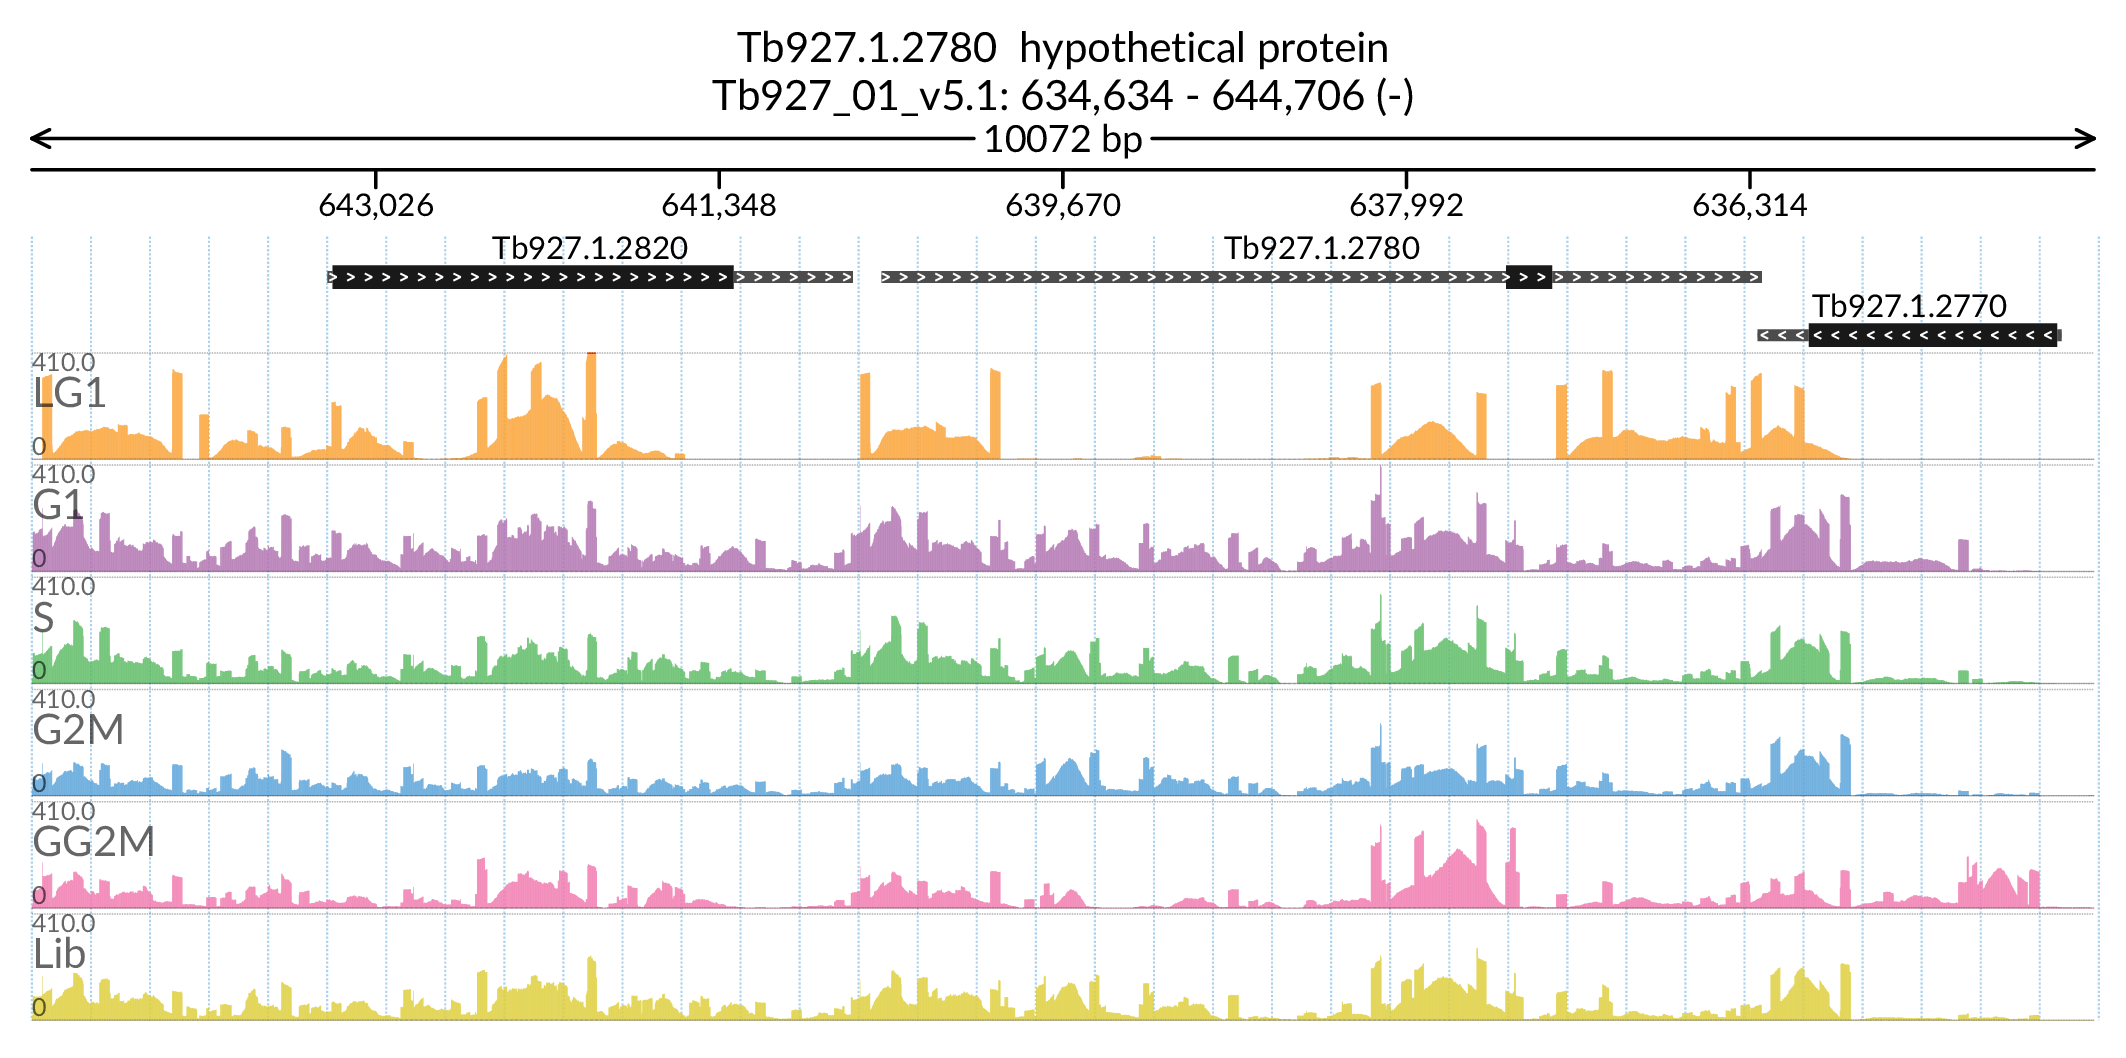 Tb927.1.2780  hypothetical protein
Tb927_01_v5.1: 634,634 - 644,706 (-)
10072 bp
643,026 641,348 639,670 637,992 636,314
Tb927.1.2820 Tb927.1.2780
Tb927.1.2770
410.0
LG1
0
410.0
G1
0
410.0
S
0
410.0
G2M
0
410.0
GG2M
0
410.0
Lib
0